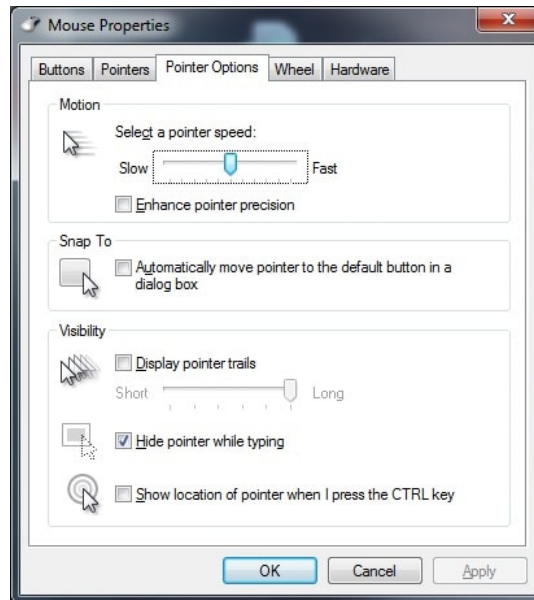 Mouse Properties
Buttons Pointers Pointer Options Wheel Hardware
Motion
Select a pointer speed:
Slow Fast
Enhance pointer precision
Snap To
Automatically move pointer to the default button in a
dialog box
Visibility
Display pointer trails
Short Long
Hide pointer while typing
Show location of pointer when I press the CTRL key
OK Cancel Apply